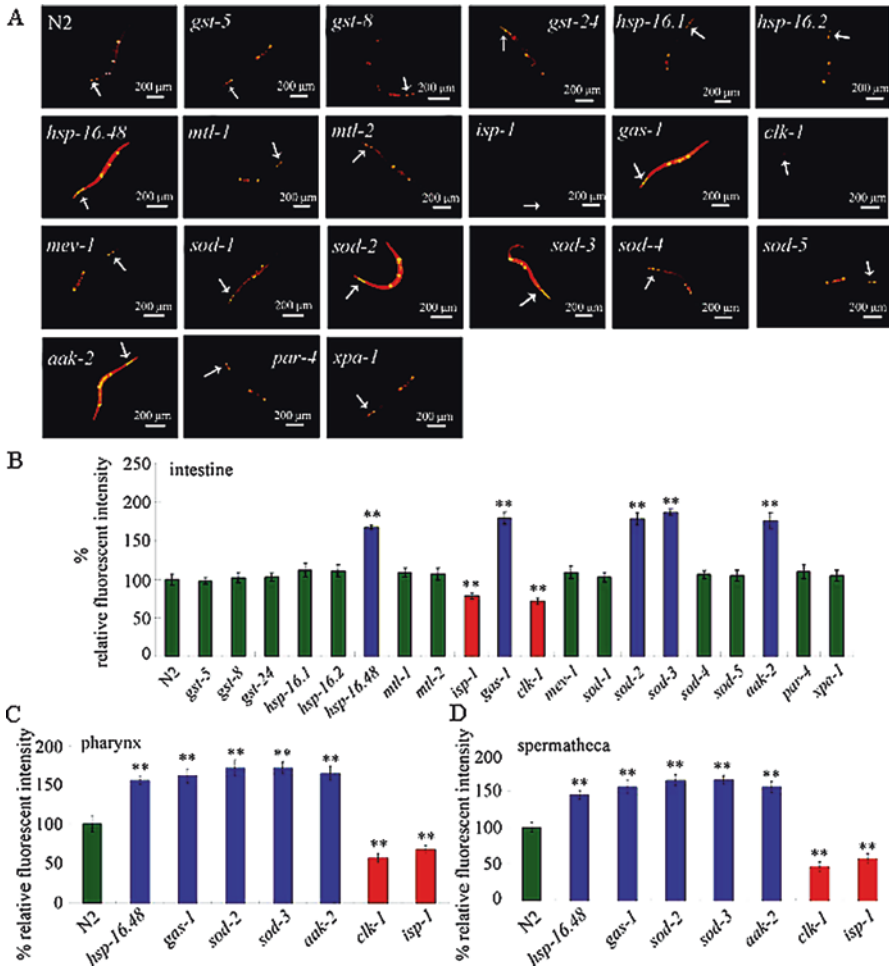 A
N2 gst-5 gst-8 gst-24 hsp-16.1 hsp-16.2
200 μm 200 μm 200 μm 200 μm 200 μm 200 μm
hsp-16.48 mtl-1 mtl-2 isp-1 gas-1 clk-1
200 μm 200 μm 200 μm 200 μm 200 μm 200 μm
mev-1 sod-1 sod-2 sod-3 sod-4 sod-5
200 μm 200 μm 200 μm 200 μm 200 μm 200 μm
aak-2 par-4 xpa-1
200 μm 200 μm 200 μm
B
intestine
% relative fluorescent intensity
250
200
150
100
50
0
** ** ** ** ** ** **
N2 gst-5 gst-8 gst-24 hsp-16.1 hsp-16.2 hsp-16.48 mtl-1 mtl-2 isp-1 gas-1 clk-1 mev-1 sod-1 sod-2 sod-3 sod-4 sod-5 aak-2 par-4 xpa-1
C
pharynx
% relative fluorescent intensity
200
150
100
50
0
** ** ** ** ** ** **
N2 hsp-16.48 gas-1 sod-2 sod-3 aak-2 clk-1 isp-1
D
spermatheca
% relative fluorescent intensity
200
150
100
50
0
** ** ** ** ** ** **
N2 hsp-16.48 gas-1 sod-2 sod-3 aak-2 clk-1 isp-1